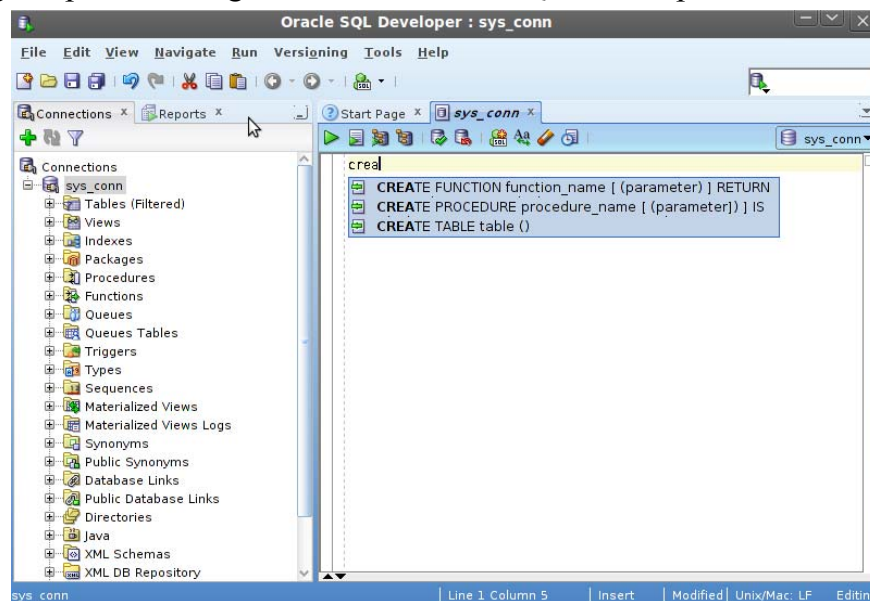 Oracle SQL Developer : sys_conn
File Edit View Navigate Run Versioning Tools Help
Connections Reports
Start Page sys_conn
sys_conn
Connections
sys_conn
Tables (Filtered)
Views
Indexes
Packages
Procedures
Functions
Queues
Queues Tables
Triggers
Types
Sequences
Materialized Views
Materialized Views Logs
Synonyms
Public Synonyms
Database Links
Public Database Links
Directories
Java
XML Schemas
XML DB Repository
crea
CREATE FUNCTION function_name [ (parameter) ] RETURN
CREATE PROCEDURE procedure_name [ (parameter]) ] IS
CREATE TABLE table ()
sys_conn Line 1 Column 5 Insert Modified Unix/Mac: LF Editin